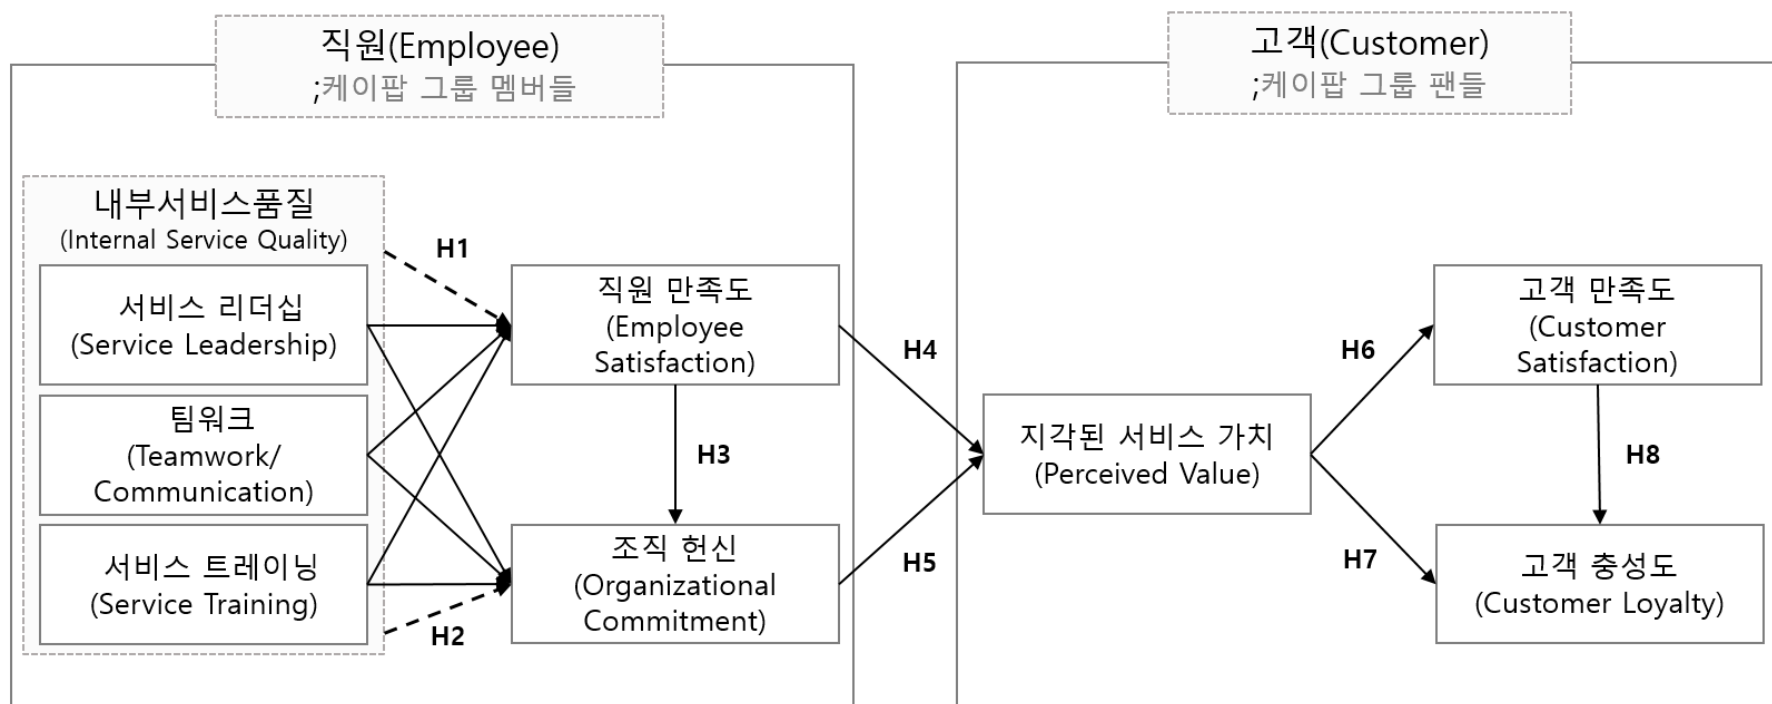 직원(Employee)
;케이팝 그룹 멤버들
고객(Customer)
;케이팝 그룹 팬들
내부서비스품질
(Internal Service Quality)
서비스 리더십
(Service Leadership)
팀워크
(Teamwork/
Communication)
서비스 트레이닝
(Service Training)
H1
H2
직원 만족도
(Employee
Satisfaction)
H3
조직 헌신
(Organizational
Commitment)
H4
H5
지각된 서비스 가치
(Perceived Value)
H6
H7
고객 만족도
(Customer
Satisfaction)
H8
고객 충성도
(Customer Loyalty)